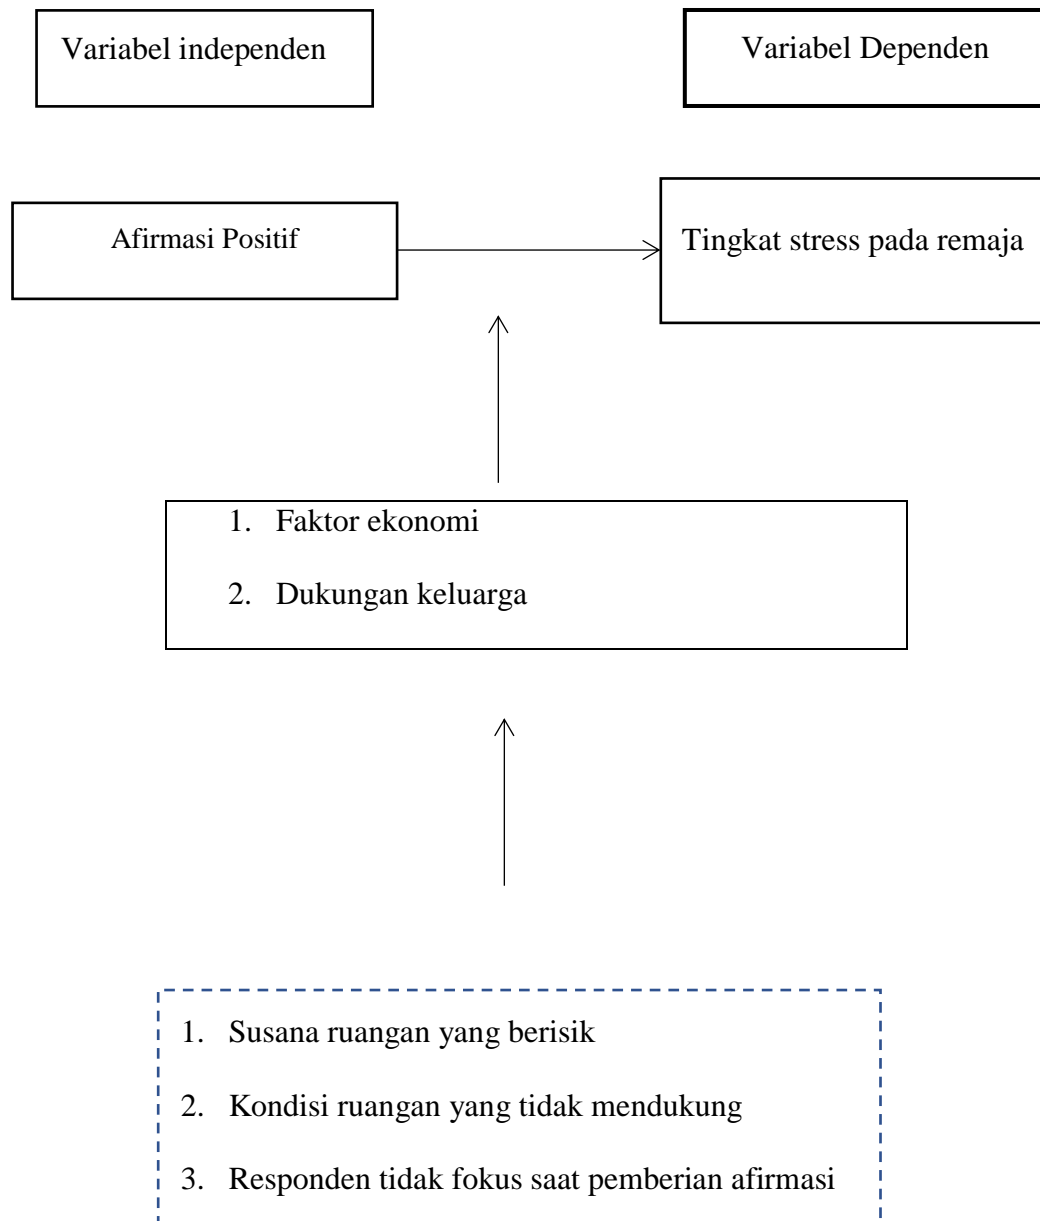 Variabel independen
Variabel Dependen
Afirmasi Positif
Tingkat stress pada remaja
1. Faktor ekonomi
2. Dukungan keluarga
1. Susana ruangan yang berisik
2. Kondisi ruangan yang tidak mendukung
3. Responden tidak fokus saat pemberian afirmasi